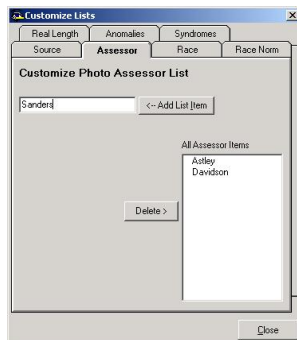 Customize Lists
Real Length Anomalies Syndromes
Source Assessor Race Race Norm
Customize Photo Assessor List
Sanders <-- Add List Item
All Assessor Items
Astley
Davidson
Delete >
Close